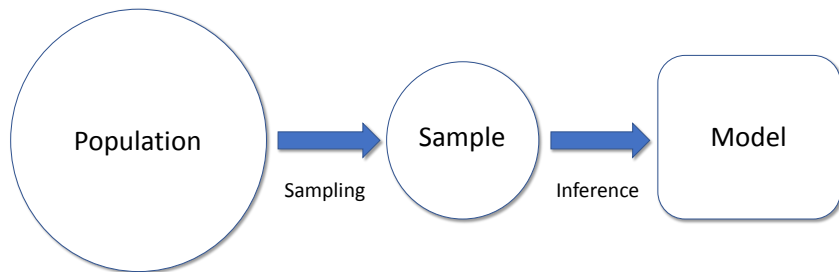 Population
Sampling
Sample
Inference
Model